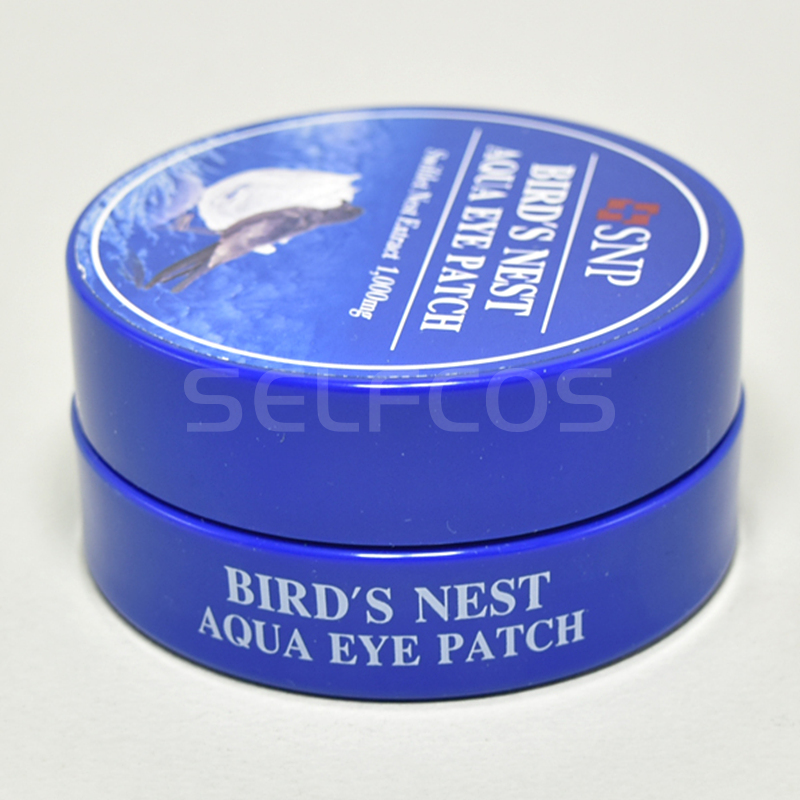 SNP
BIRD'S NEST
AQUA EYE PATCH
Swiftlet Nest Extract 1,000mg
SELFCOS
BIRD'S NEST
AQUA EYE PATCH